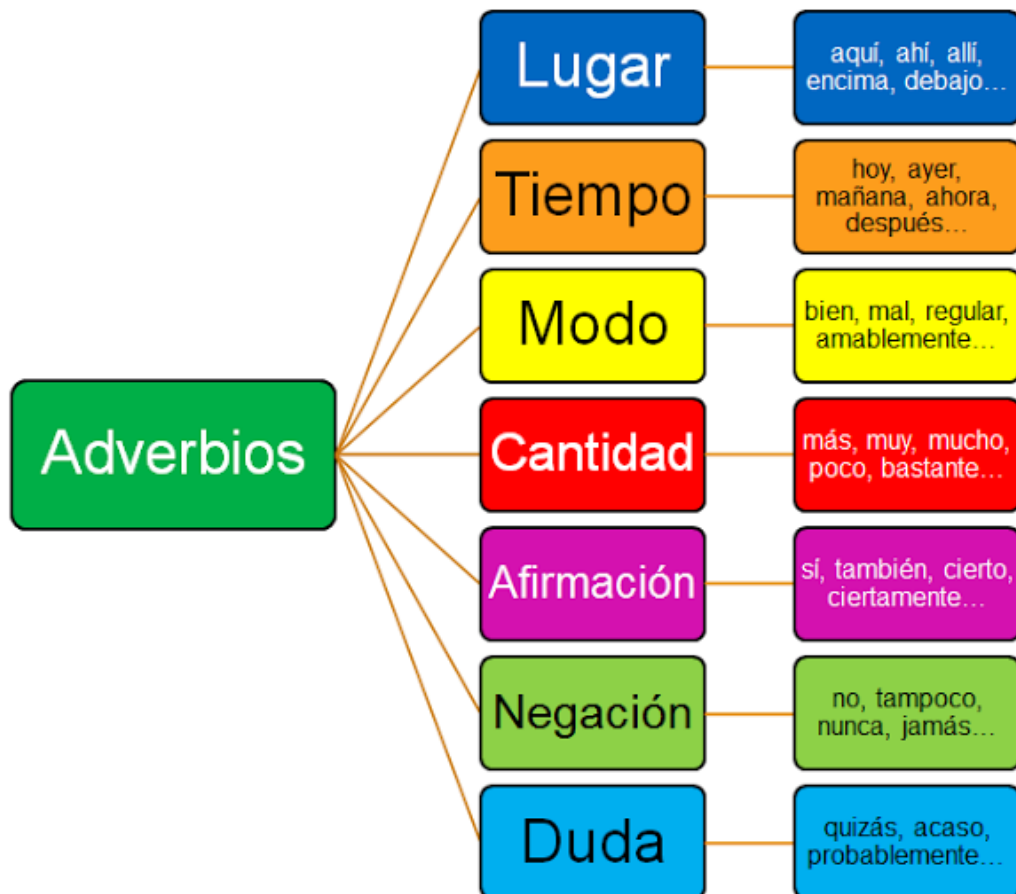 Adverbios
Lugar
aquí, ahí, allí,
encima, debajo...
Tiempo
hoy, ayer,
mañana, ahora,
después...
Modo
bien, mal, regular,
amablemente...
Cantidad
más, muy, mucho,
poco, bastante...
Afirmación
sí, también, cierto,
ciertamente...
Negación
no, tampoco,
nunca, jamás...
Duda
quizás, acaso,
probablemente...